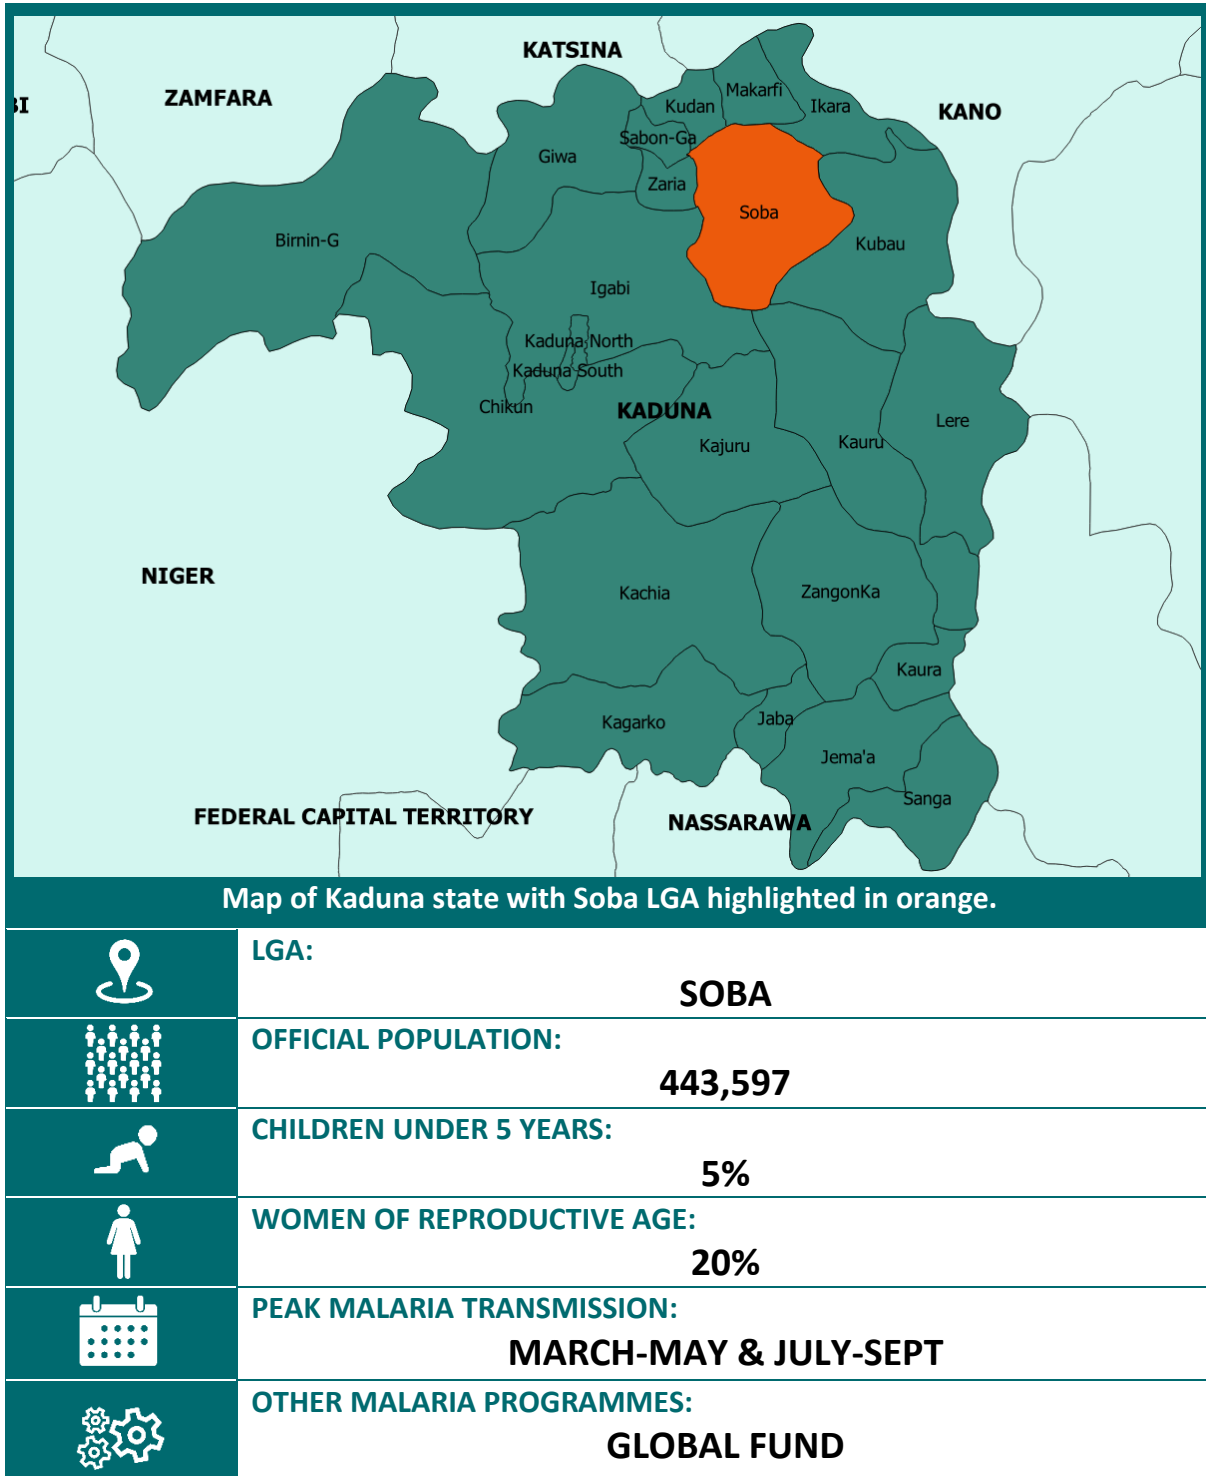 KATSINA
ZAMFARA
BI
KANO
Makarfi
Kudan
Ikara
Sabon-Ga
Giwa
Zaria
Soba
Birnin-G
Kubau
Igabi
Kaduna North
Kaduna South
Chikun
KADUNA
Lere
Kajuru
Kauru
NIGER
Kachia
ZangonKa
Kaura
Kagarko
Jaba
Jema'a
Sanga
FEDERAL CAPITAL TERRITORY
NASSARAWA
Map of Kaduna state with Soba LGA highlighted in orange.
LGA:
SOBA
OFFICIAL POPULATION:
443,597
CHILDREN UNDER 5 YEARS:
5%
WOMEN OF REPRODUCTIVE AGE:
20%
PEAK MALARIA TRANSMISSION:
MARCH-MAY & JULY-SEPT
OTHER MALARIA PROGRAMMES:
GLOBAL FUND